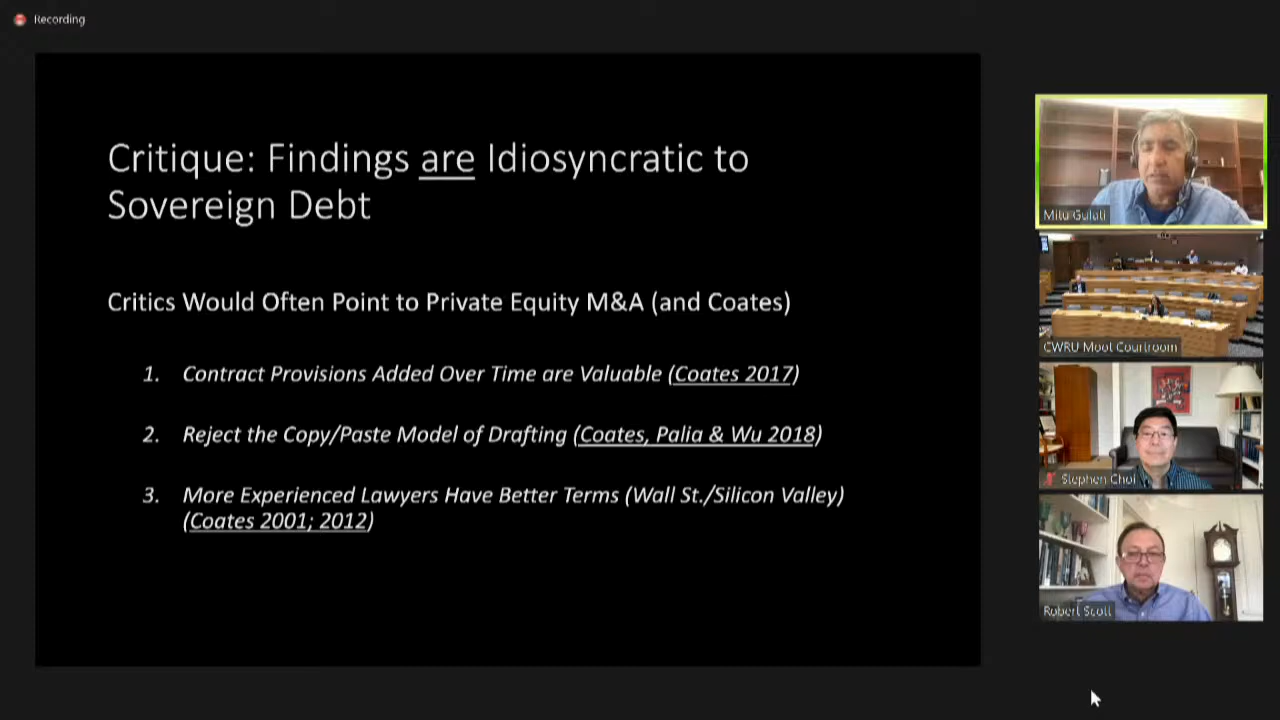 Recording
Critique: Findings are Idiosyncratic to
Sovereign Debt
Critics Would Often Point to Private Equity M&A (and Coates)
1. Contract Provisions Added Over Time are Valuable (Coates 2017)
2. Reject the Copy/Paste Model of Drafting (Coates, Palia & Wu 2018)
3. More Experienced Lawyers Have Better Terms (Wall St./Silicon Valley)
(Coates 2001; 2012)
Mitu Gulati
CWRU Moot Courtroom
Stephen Choi
Robert Scott